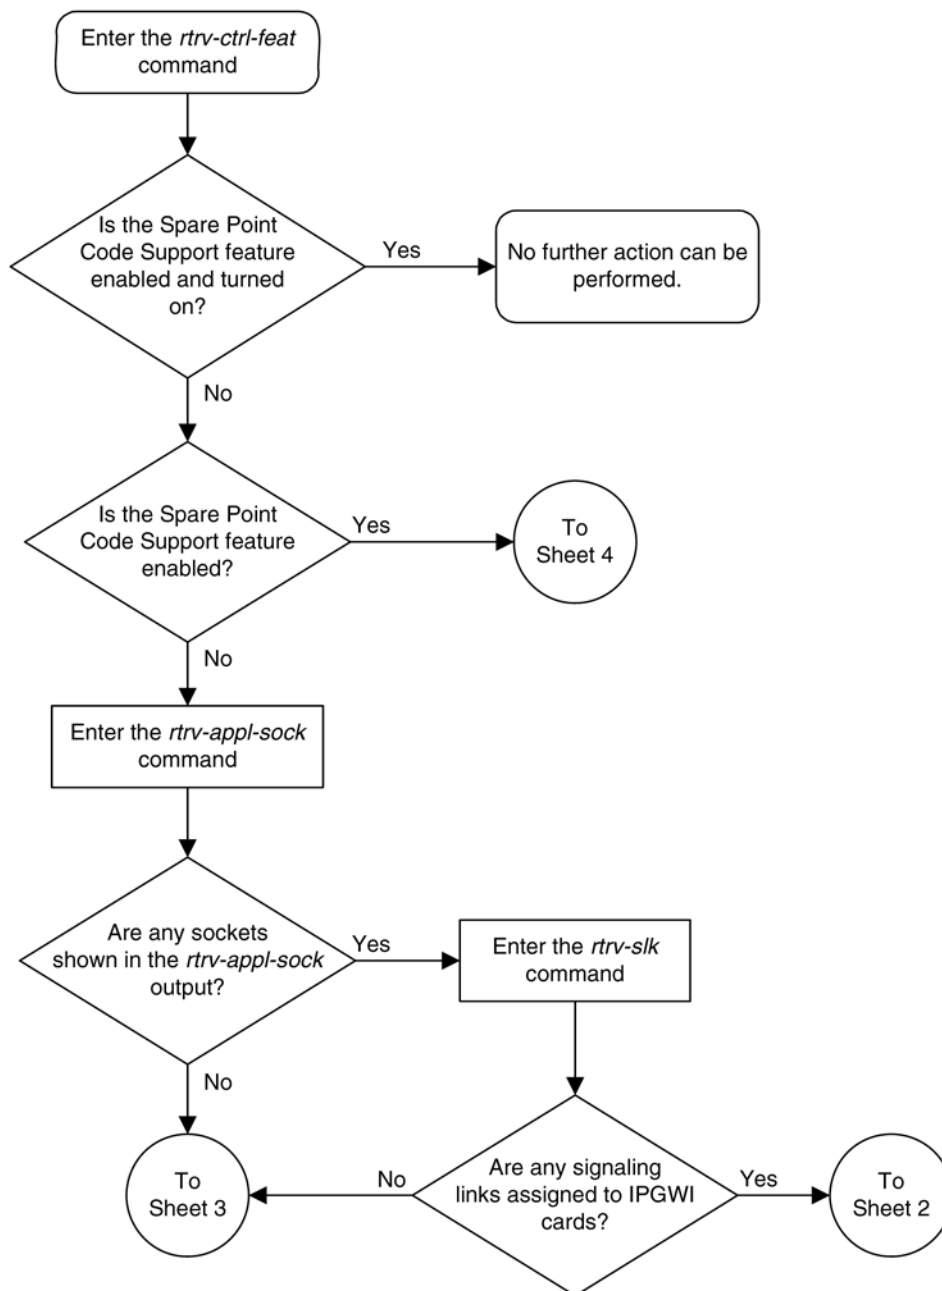 Enter the rtrv-ctrl-feat
command
Is the Spare Point
Code Support feature
enabled and turned
on?
Yes
No further action can be
performed.
No
Is the Spare Point
Code Support feature
enabled?
Yes
To
Sheet 4
No
Enter the rtrv-appl-sock
command
Are any sockets
shown in the rtrv-appl-sock
output?
Yes
Enter the rtrv-slk
command
No
To
Sheet 3
No
Are any signaling
links assigned to IPGWI
cards?
Yes
To
Sheet 2